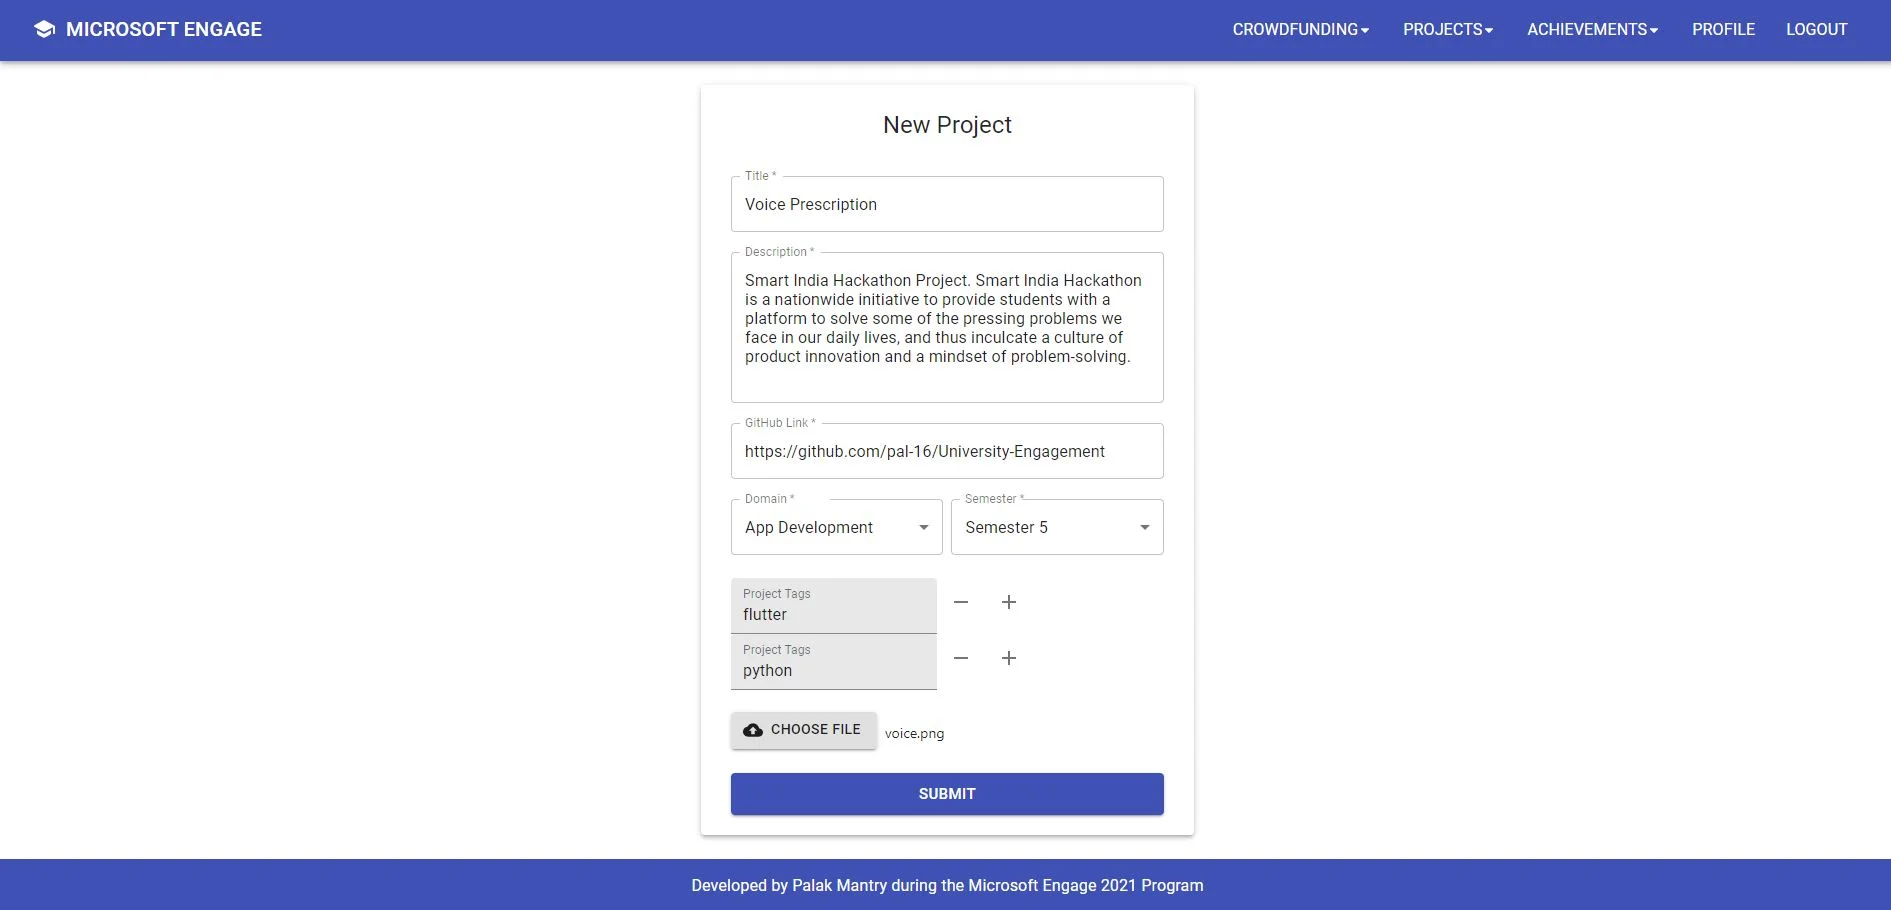 MICROSOFT ENGAGE
CROWDFUNDING PROJECTS ACHIEVEMENTS PROFILE LOGOUT
New Project
Title *
Voice Prescription
Description *
Smart India Hackathon Project. Smart India Hackathon
is a nationwide initiative to provide students with a
platform to solve some of the pressing problems we
face in our daily lives, and thus inculcate a culture of
product innovation and a mindset of problem-solving.
GitHub Link *
https://github.com/pal-16/University-Engagement
Domain * Semester *
App Development Semester 5
Project Tags
flutter
Project Tags
python
CHOOSE FILE voice.png
SUBMIT
Developed by Palak Mantry during the Microsoft Engage 2021 Program